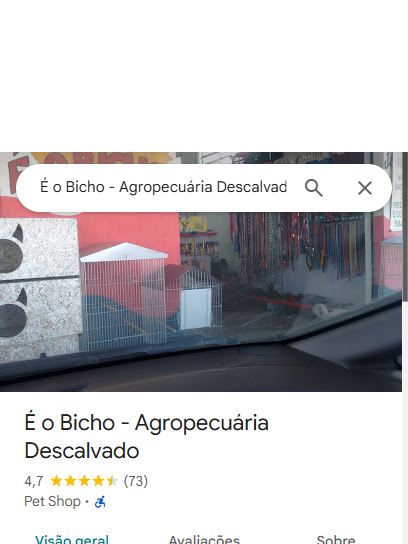 É o Bicho - Agropecuária Descalvad
É o Bicho - Agropecuária
Descalvado
4,7 (73)
Pet Shop •
Visão geral Avaliações Sobre